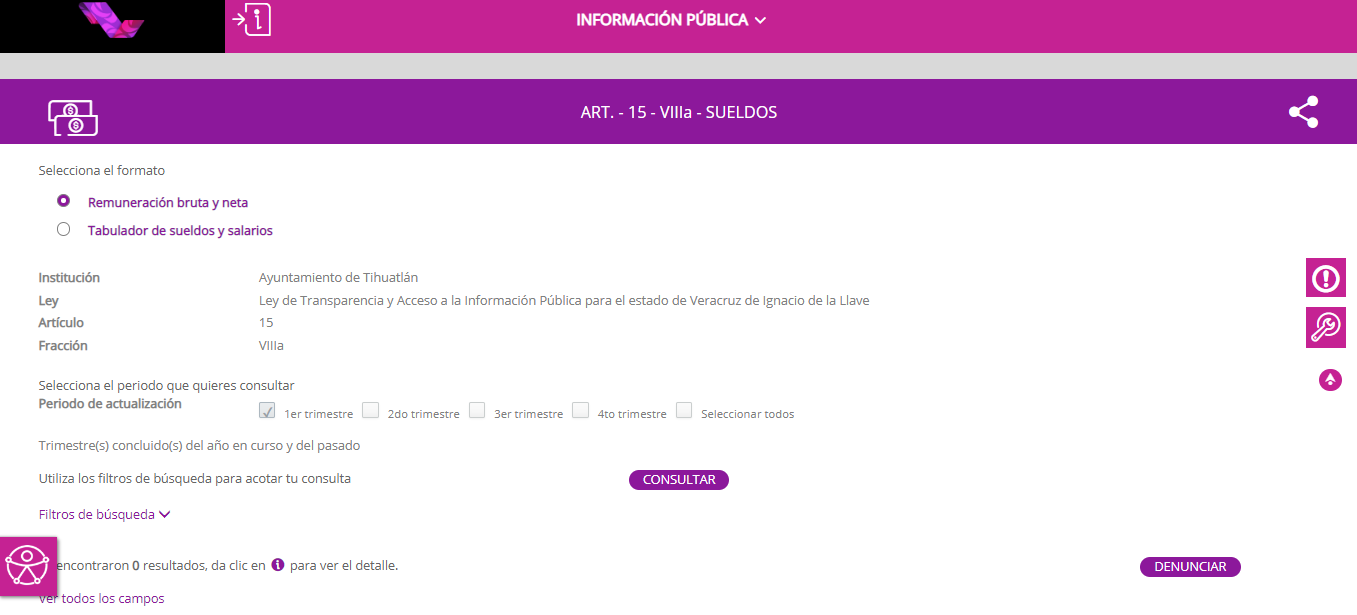 INFORMACIÓN PÚBLICA
ART. - 15 - VIIIa - SUELDOS
Selecciona el formato
Remuneración bruta y neta
Tabulador de sueldos y salarios
Institución Ayuntamiento de Tihuatlán
Ley Ley de Transparencia y Acceso a la Información Pública para el estado de Veracruz de Ignacio de la Llave
Artículo 15
Fracción VIIIa
Selecciona el periodo que quieres consultar
Periodo de actualización
1er trimestre 2do trimestre 3er trimestre 4to trimestre Seleccionar todos
Trimestre(s) concluido(s) del año en curso y del pasado
Utiliza los filtros de búsqueda para acotar tu consulta CONSULTAR
Filtros de búsqueda
encontraron 0 resultados, da clic en i para ver el detalle. DENUNCIAR
Ver todos los campos